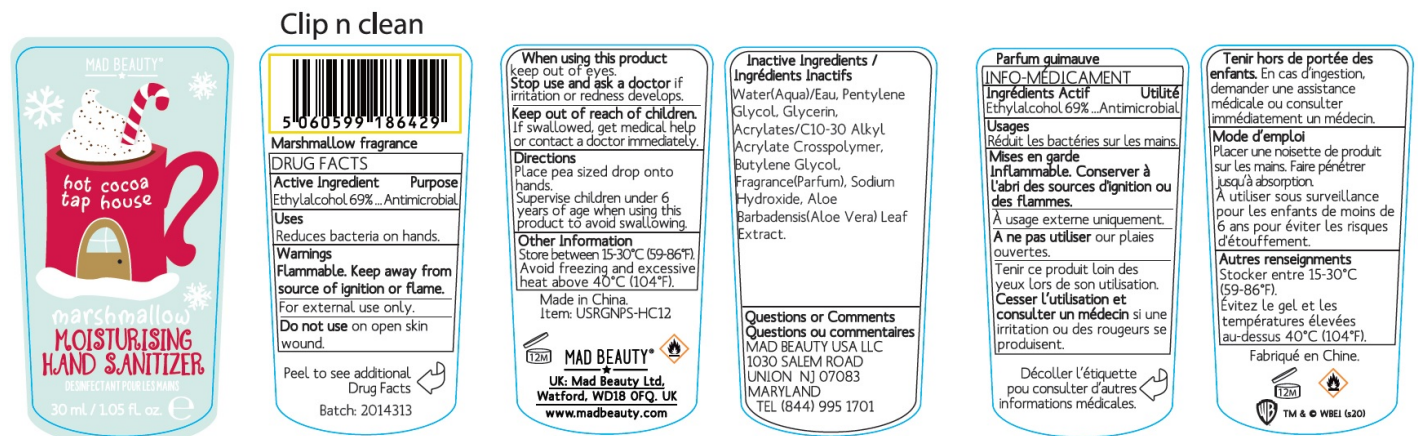 Clip n clean
MAD BEAUTY®
hot cocoa
tap house
marshmallow
MOISTURISING
HAND SANITIZER
DESINFECTANT POUR LES MAINS
30 ml / 1.05 fl. oz. e
5 060599 186429
Marshmallow fragrance
DRUG FACTS
Active Ingredient Purpose
Ethylalcohol 69% ... Antimicrobial
Uses
Reduces bacteria on hands.
Warnings
Flammable. Keep away from
source of ignition or flame.
For external use only.
Do not use on open skin
wound.
Peel to see additional
Drug Facts
Batch: 2014313
When using this product
keep out of eyes.
Stop use and ask a doctor if
irritation or redness develops.
Keep out of reach of children.
If swallowed, get medical help
or contact a doctor immediately.
Directions
Place pea sized drop onto
hands.
Supervise children under 6
years of age when using this
product to avoid swallowing.
Other Information
Store between 15-30°C (59-86°F).
Avoid freezing and excessive
heat above 40°C (104°F).
Made in China.
Item: USRGNPS-HC12
12M
MAD BEAUTY®
UK: Mad Beauty Ltd,
Watford, WD18 0FQ. UK
www.madbeauty.com
Inactive Ingredients /
Ingrédients Inactifs
Water(Aqua)/Eau, Pentylene
Glycol, Glycerin,
Acrylates/C10-30 Alkyl
Acrylate Crosspolymer,
Butylene Glycol,
Fragrance(Parfum), Sodium
Hydroxide, Aloe
Barbadensis(Aloe Vera) Leaf
Extract.
Questions or Comments
Questions ou commentaires
MAD BEAUTY USA LLC
1030 SALEM ROAD
UNION NJ 07083
MARYLAND
TEL (844) 995 1701
Parfum guimauve
INFO-MÉDICAMENT
Ingrédients Actif Utilité
Ethylalcohol 69% ... Antimicrobial
Usages
Réduit les bactéries sur les mains.
Mises en garde
Inflammable. Conserver à
l'abri des sources d'ignition ou
des flammes.
À usage externe uniquement.
A ne pas utiliser our plaies
ouvertes.
Tenir ce produit loin des
yeux lors de son utilisation.
Cesser l'utilisation et
consulter un médecin si une
irritation ou des rougeurs se
produisent.
Décoller l'étiquette
pou consulter d'autres
informations médicales.
Tenir hors de portée des
enfants. En cas d'ingestion,
demander une assistance
médicale ou consulter
immédiatement un médecin.
Mode d'emploi
Placer une noisette de produit
sur les mains. Faire pénétrer
jusqu'à absorption.
À utiliser sous surveillance
pour les enfants de moins de
6 ans pour éviter les risques
d'étouffement.
Autres renseignments
Stocker entre 15-30°C
(59-86°F).
Évitez le gel et les
températures élevées
au-dessus 40°C (104°F).
Fabriqué en Chine.
12M
WB TM & © WBEI (s20)